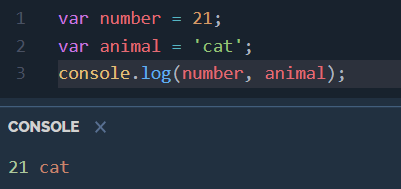 1 var number = 21;
2 var animal = 'cat';
3 console.log(number, animal);
CONSOLE ×
21 cat